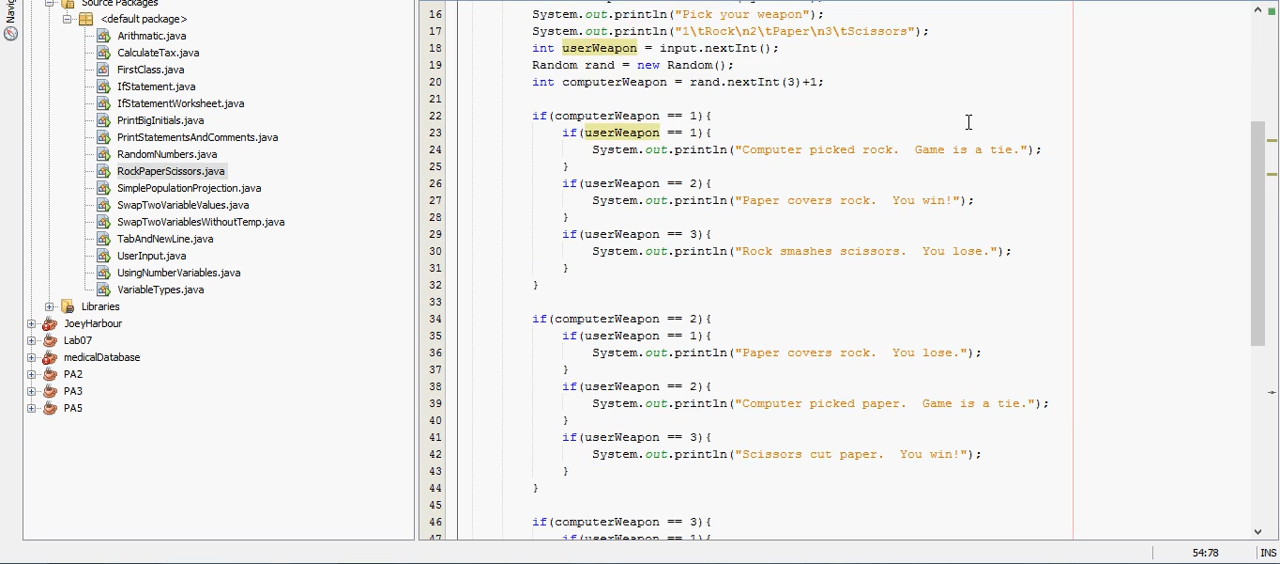 Navig
Source Packages
<default package>
Arithmatic.java
CalculateTax.java
FirstClass.java
IfStatement.java
IfStatementWorksheet.java
PrintBigInitials.java
PrintStatementsAndComments.java
RandomNumbers.java
RockPaperScissors.java
SimplePopulationProjection.java
SwapTwoVariableValues.java
SwapTwoVariablesWithoutTemp.java
TabAndNewLine.java
UserInput.java
UsingNumberVariables.java
VariableTypes.java
Libraries
JoeyHarbour
Lab07
medicalDatabase
PA2
PA3
PA5
16 System.out.println("Pick your weapon");
17 System.out.println("1\tRock\n2\tPaper\n3\tScissors");
18 int userWeapon = input.nextInt();
19 Random rand = new Random();
20 int computerWeapon = rand.nextInt(3)+1;
21
22 if(computerWeapon == 1){
23 if(userWeapon == 1){
24 System.out.println("Computer picked rock.  Game is a tie.");
25 }
26 if(userWeapon == 2){
27 System.out.println("Paper covers rock.  You win!");
28 }
29 if(userWeapon == 3){
30 System.out.println("Rock smashes scissors.  You lose.");
31 }
32 }
33
34 if(computerWeapon == 2){
35 if(userWeapon == 1){
36 System.out.println("Paper covers rock.  You lose.");
37 }
38 if(userWeapon == 2){
39 System.out.println("Computer picked paper.  Game is a tie.");
40 }
41 if(userWeapon == 3){
42 System.out.println("Scissors cut paper.  You win!");
43 }
44 }
45
46 if(computerWeapon == 3){
47 if(userWeapon == 1){
54:78 INS